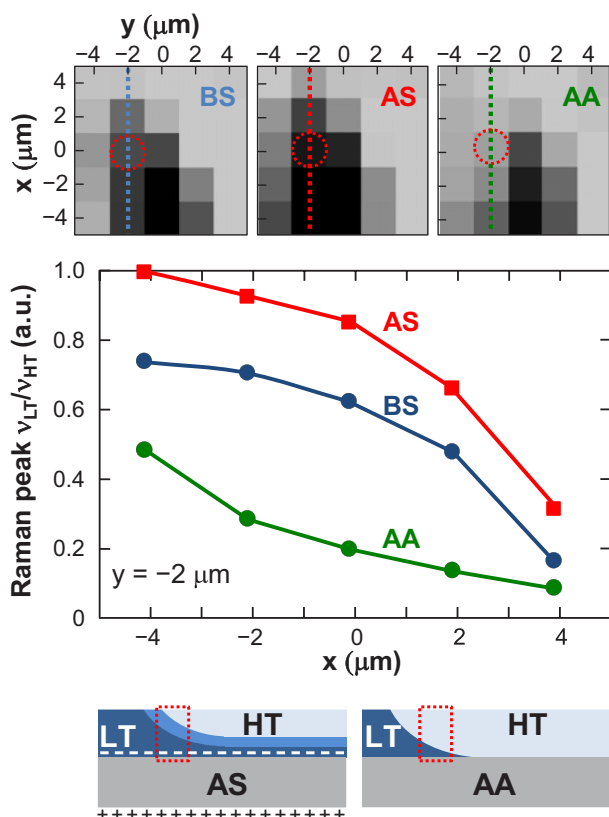 y (μm)
−4 −2 0 2 4 −4 −2 0 2 4 −4 −2 0 2 4
4 BS AS AA
2
x (μm) 0
−2
−4
1.0
0.8
0.6
0.4
0.2
0
Raman peak νLT/νHT (a.u.)
AS
BS
AA
y = −2 μm
−4 −2 0 2 4
x (μm)
LT HT LT HT
AS AA
+ + + + + + + + + + + + + + + +